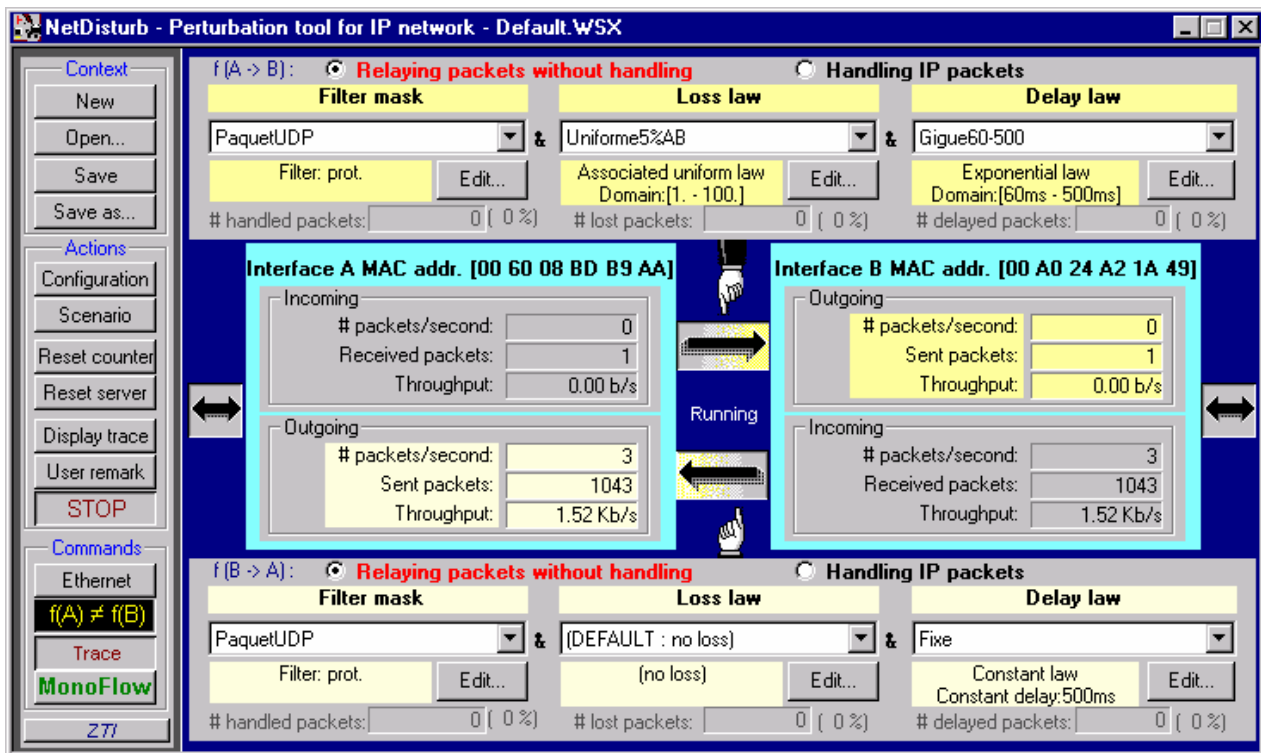 NetDisturb - Perturbation tool for IP network - Default.WSX
Context
New
Open...
Save
Save as...
Actions
Configuration
Scenario
Reset counter
Reset server
Display trace
User remark
STOP
Commands
Ethernet
f(A) ≠ f(B)
Trace
MonoFlow
ZTI
f (A -> B) : Relaying packets without handling Handling IP packets
Filter mask Loss law Delay law
PaquetUDP & Uniforme5%AB & Gigue60-500
Filter: prot. Edit... Associated uniform law Edit... Exponential law Edit...
Domain:[1. - 100.] Domain:[60ms - 500ms]
# handled packets: 0 ( 0 %) # lost packets: 0 ( 0 %) # delayed packets: 0 ( 0 %)
Interface A MAC addr. [00 60 08 BD B9 AA]
Incoming
# packets/second: 0
Received packets: 1
Throughput: 0.00 b/s
Outgoing
# packets/second: 3
Sent packets: 1043
Throughput: 1.52 Kb/s
Running
Interface B MAC addr. [00 A0 24 A2 1A 49]
Outgoing
# packets/second: 0
Sent packets: 1
Throughput: 0.00 b/s
Incoming
# packets/second: 3
Received packets: 1043
Throughput: 1.52 Kb/s
f (B -> A) : Relaying packets without handling Handling IP packets
Filter mask Loss law Delay law
PaquetUDP & (DEFAULT : no loss) & Fixe
Filter: prot. Edit... (no loss) Edit... Constant law Edit...
Constant delay:500ms
# handled packets: 0 ( 0 %) # lost packets: 0 ( 0 %) # delayed packets: 0 ( 0 %)